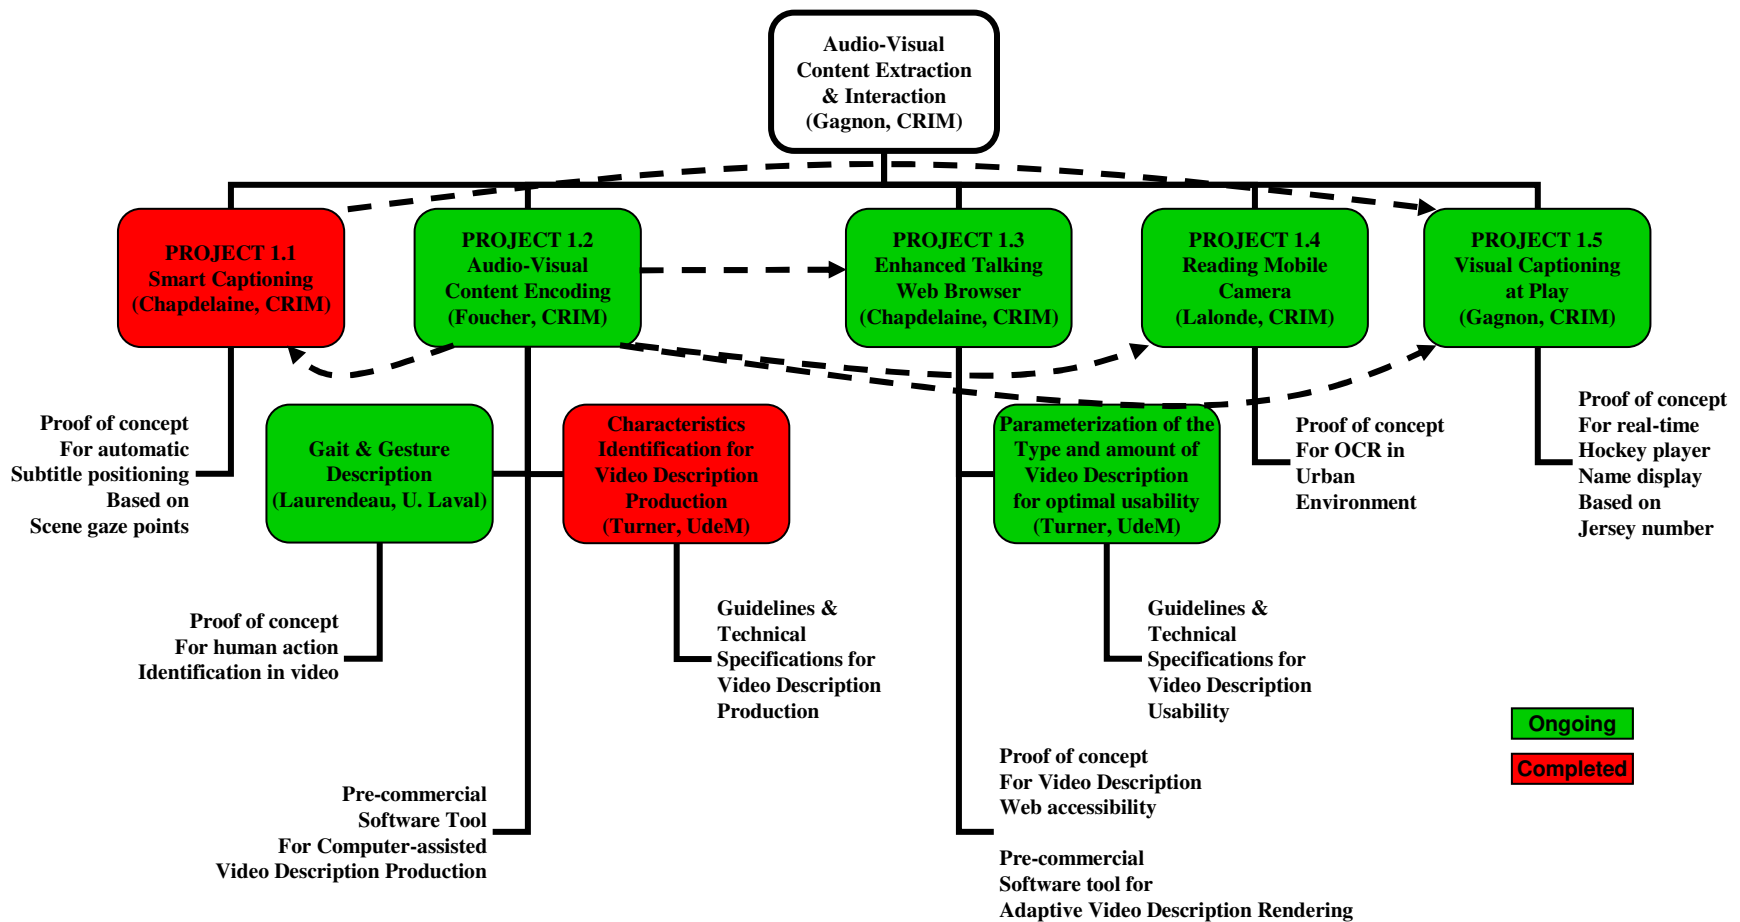 Audio-Visual
Content Extraction
& Interaction
(Gagnon, CRIM)
PROJECT 1.1
Smart Captioning
(Chapdelaine, CRIM)
PROJECT 1.2
Audio-Visual
Content Encoding
(Foucher, CRIM)
PROJECT 1.3
Enhanced Talking
Web Browser
(Chapdelaine, CRIM)
PROJECT 1.4
Reading Mobile
Camera
(Lalonde, CRIM)
PROJECT 1.5
Visual Captioning
at Play
(Gagnon, CRIM)
Proof of concept
For automatic
Subtitle positioning
Based on
Scene gaze points
Gait & Gesture
Description
(Laurendeau, U. Laval)
Characteristics
Identification for
Video Description
Production
(Turner, UdeM)
Parameterization of the
Type and amount of
Video Description
for optimal usability
(Turner, UdeM)
Proof of concept
For OCR in
Urban
Environment
Proof of concept
For real-time
Hockey player
Name display
Based on
Jersey number
Proof of concept
For human action
Identification in video
Guidelines &
Technical
Specifications for
Video Description
Production
Guidelines &
Technical
Specifications for
Video Description
Usability
Ongoing
Completed
Pre-commercial
Software Tool
For Computer-assisted
Video Description Production
Proof of concept
For Video Description
Web accessibility
Pre-commercial
Software tool for
Adaptive Video Description Rendering